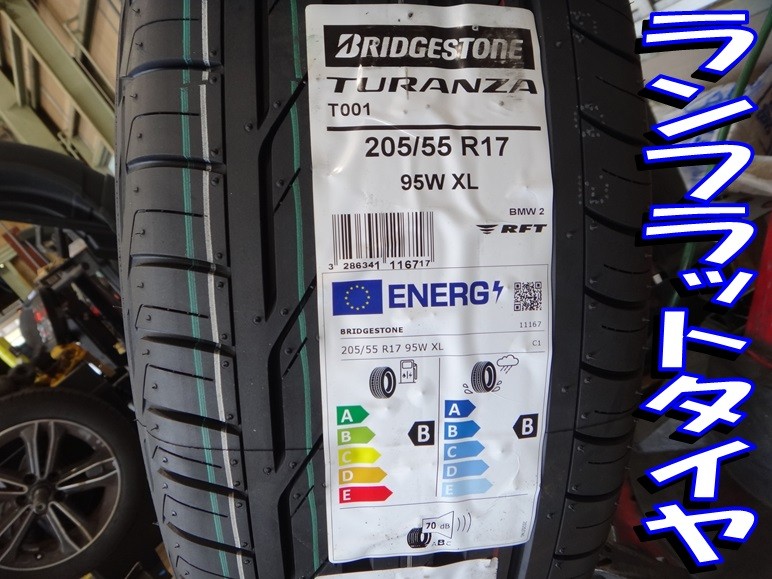 BRIDGESTONE
TURANZA
T001
205/55 R17
95W XL
BMW 2
RFT
3 286341 116717
ENERG
BRIDGESTONE
11167
205/55 R17 95W XL
C1
A
B
C
D
E
B
A
B
C
D
E
B
70 dB
A B C
ランフラットタイヤ